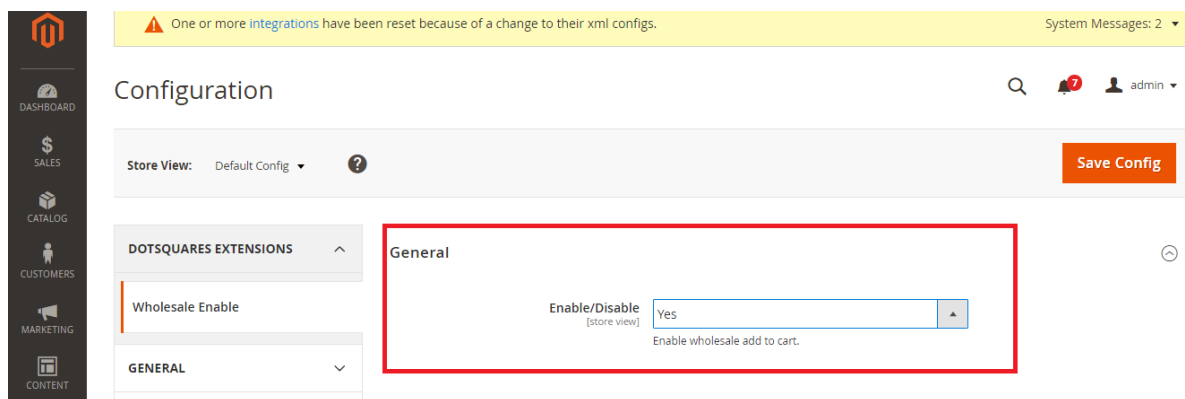 One or more integrations have been reset because of a change to their xml configs.
System Messages: 2
Configuration
7
admin
DASHBOARD
SALES
CATALOG
CUSTOMERS
MARKETING
CONTENT
Store View: Default Config
?
Save Config
DOTSQUARES EXTENSIONS
Wholesale Enable
GENERAL
General
Enable/Disable
[store view]
Yes
Enable wholesale add to cart.